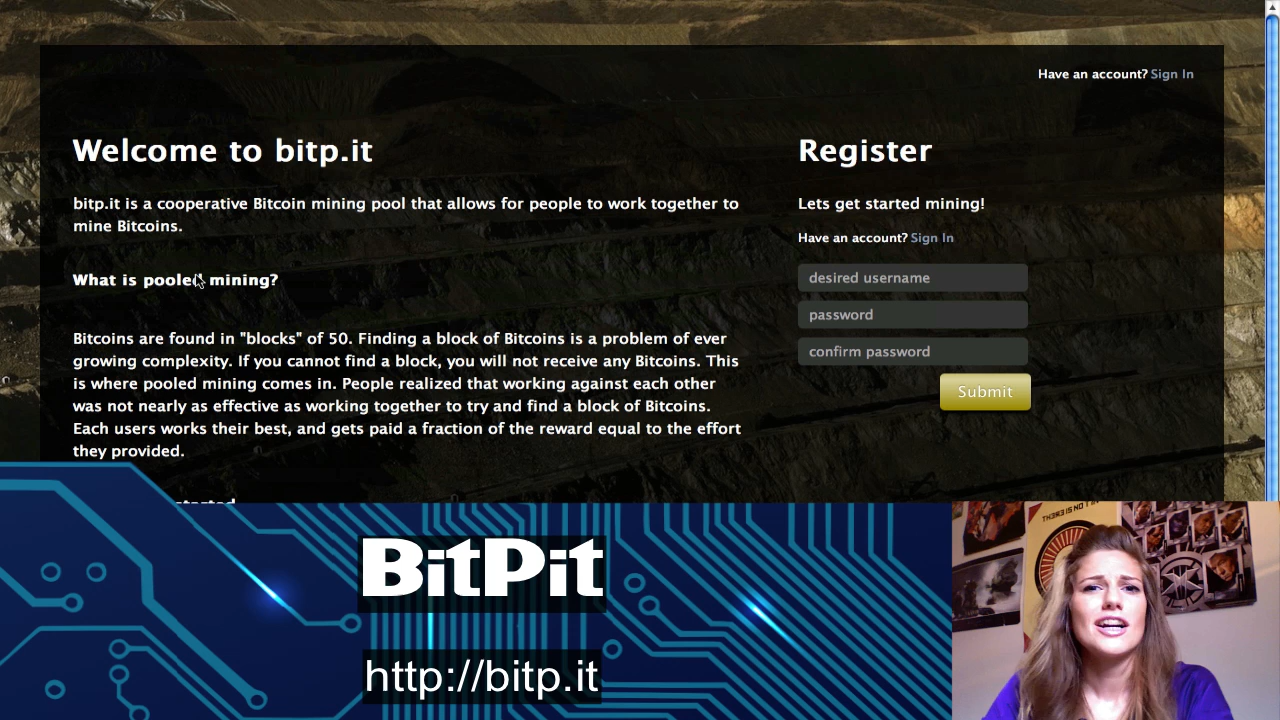 Have an account? Sign In
Welcome to bitp.it
bitp.it is a cooperative Bitcoin mining pool that allows for people to work together to
mine Bitcoins.
What is pooled mining?
Bitcoins are found in "blocks" of 50. Finding a block of Bitcoins is a problem of ever
growing complexity. If you cannot find a block, you will not receive any Bitcoins. This
is where pooled mining comes in. People realized that working against each other
was not nearly as effective as working together to try and find a block of Bitcoins.
Each users works their best, and gets paid a fraction of the reward equal to the effort
they provided.
started
Register
Lets get started mining!
Have an account? Sign In
desired username
password
confirm password
Submit
BitPit
http://bitp.it
THERE IS NO